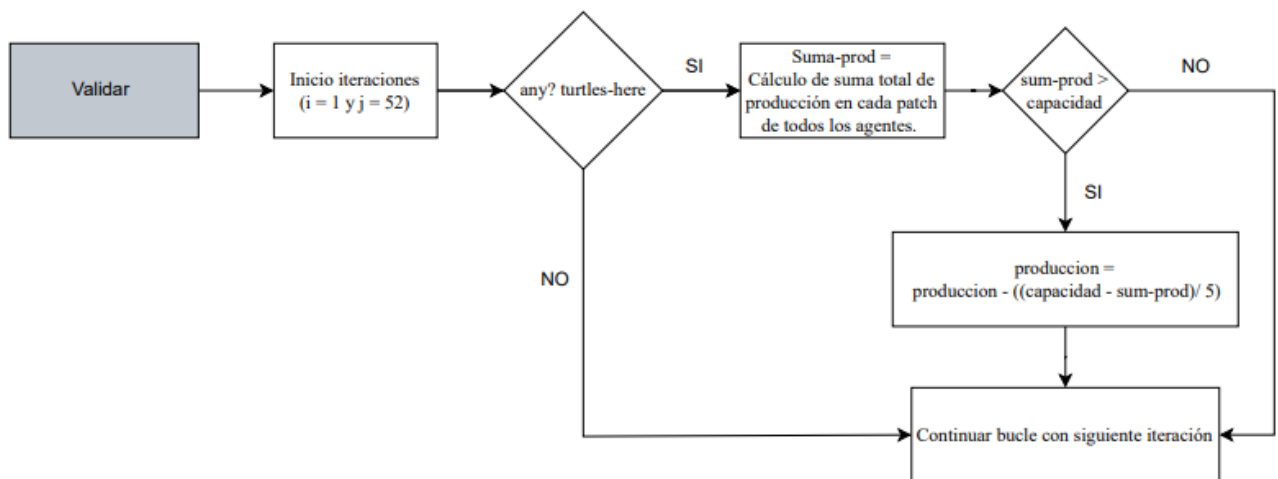 Validar
Inicio iteraciones
(i = 1 y j = 52)
any? turtles-here
SI
Suma-prod =
Cálculo de suma total de
producción en cada patch
de todos los agentes.
sum-prod >
capacidad
NO
SI
NO
produccion =
produccion - ((capacidad - sum-prod)/ 5)
Continuar bucle con siguiente iteración